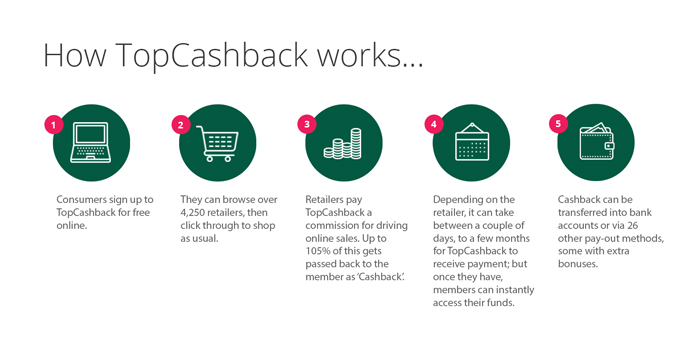 How TopCashback works...
1
Consumers sign up to
TopCashback for free
online.
2
They can browse over
4,250 retailers, then
click through to shop
as usual.
3
Retailers pay
TopCashback a
commission for driving
online sales. Up to
105% of this gets
passed back to the
member as ‘Cashback’.
4
Depending on the
retailer, it can take
between a couple of
days, to a few months
for TopCashback to
receive payment; but
once they have,
members can instantly
access their funds.
5
Cashback can be
transferred into bank
accounts or via 26
other pay-out methods,
some with extra
bonuses.